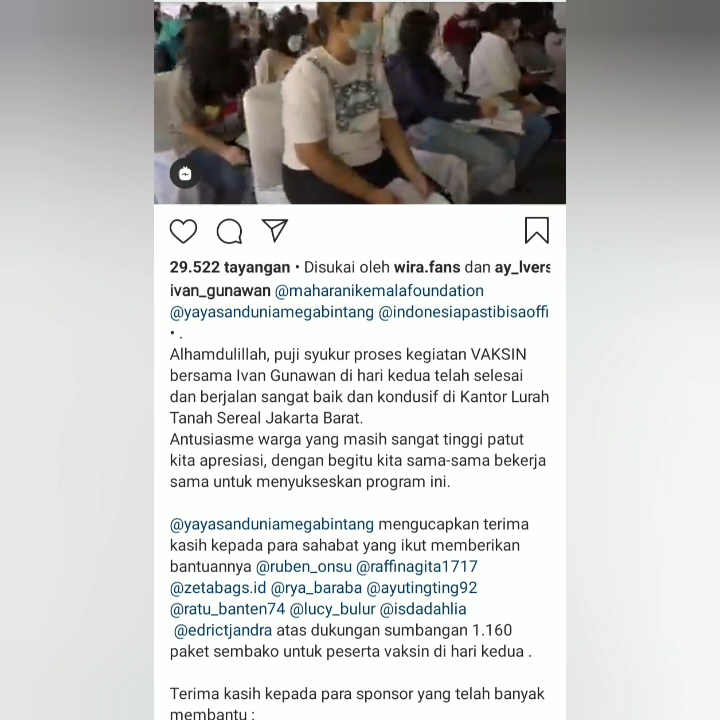 29.522 tayangan • Disukai oleh wira.fans dan ay_lvers
ivan_gunawan @maharanikemalafoundation
@yayasanduniamegabintang @indonesiapastibisaoffi
• .
Alhamdulillah, puji syukur proses kegiatan VAKSIN
bersama Ivan Gunawan di hari kedua telah selesai
dan berjalan sangat baik dan kondusif di Kantor Lurah
Tanah Sereal Jakarta Barat.
Antusiasme warga yang masih sangat tinggi patut
kita apresiasi, dengan begitu kita sama-sama bekerja
sama untuk menyukseskan program ini.
@yayasanduniamegabintang mengucapkan terima
kasih kepada para sahabat yang ikut memberikan
bantuannya @ruben_onsu @raffinagita1717
@zetabags.id @rya_baraba @ayutingting92
@ratu_banten74 @lucy_bulur @isdadahlia
@edrictjandra atas dukungan sumbangan 1.160
paket sembako untuk peserta vaksin di hari kedua .
Terima kasih kepada para sponsor yang telah banyak
membantu :